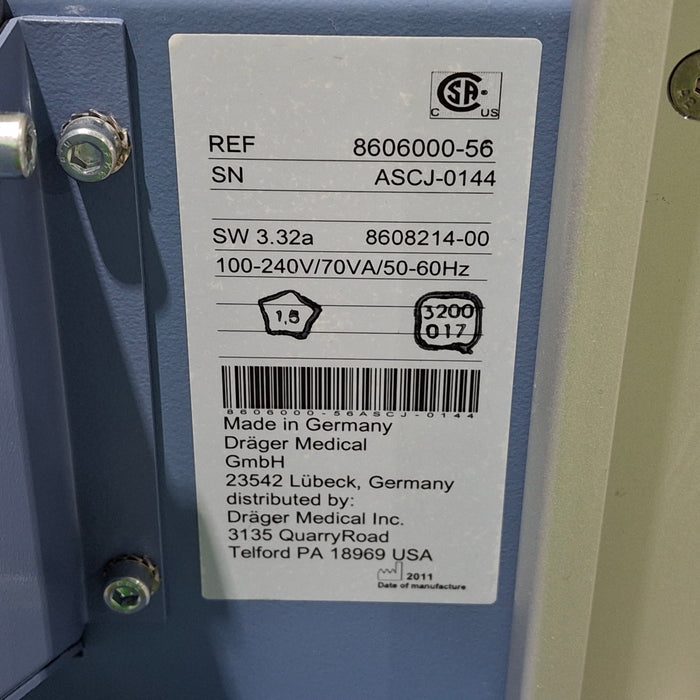 CSA®
C US
REF 8606000-56
SN ASCJ-0144
SW 3.32a 8608214-00
100-240V/70VA/50-60Hz
1,5
3200
017
8606000-56ASCJ-0144
Made in Germany
Dräger Medical
GmbH
23542 Lübeck, Germany
distributed by:
Dräger Medical Inc.
3135 QuarryRoad
Telford PA 18969 USA
2011
Date of manufacture